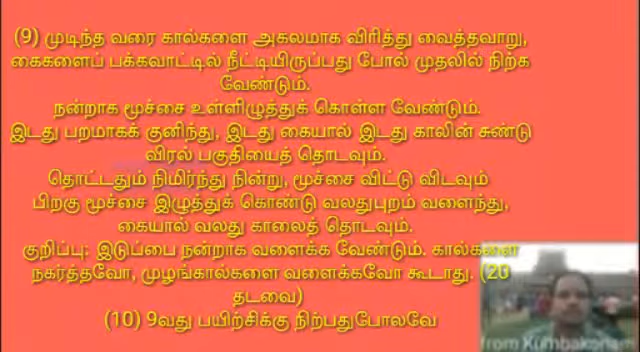 (9) முடிந்த வரை கால்களை அகலமாக விரித்து வைத்தவாறு,
கைகளைப் பக்கவாட்டில் நீட்டியிருப்பது போல் முதலில் நிற்க
வேண்டும்.
நன்றாக மூச்சை உள்ளிழுத்துக் கொள்ள வேண்டும்.
இடது பறமாகக் குனிந்து, இடது கையால் இடது காலின் சுண்டு
விரல் பகுதியைத் தொடவும்.
தொட்டதும் நிமிர்ந்து நின்று, மூச்சை விட்டு விடவும்
பிறகு மூச்சை இழுத்துக் கொண்டு வலதுபுறம் வளைந்து,
கையால் வலது காலைத் தொடவும்.
குறிப்பு: இடுப்பை நன்றாக வளைக்க வேண்டும். கால்களை
நகர்த்தவோ, முழங்கால்களை வளைக்கவோ கூடாது. (20
தடவை)
(10) 9வது பயிற்சிக்கு நிற்பதுபோலவே
from Kumbakonam